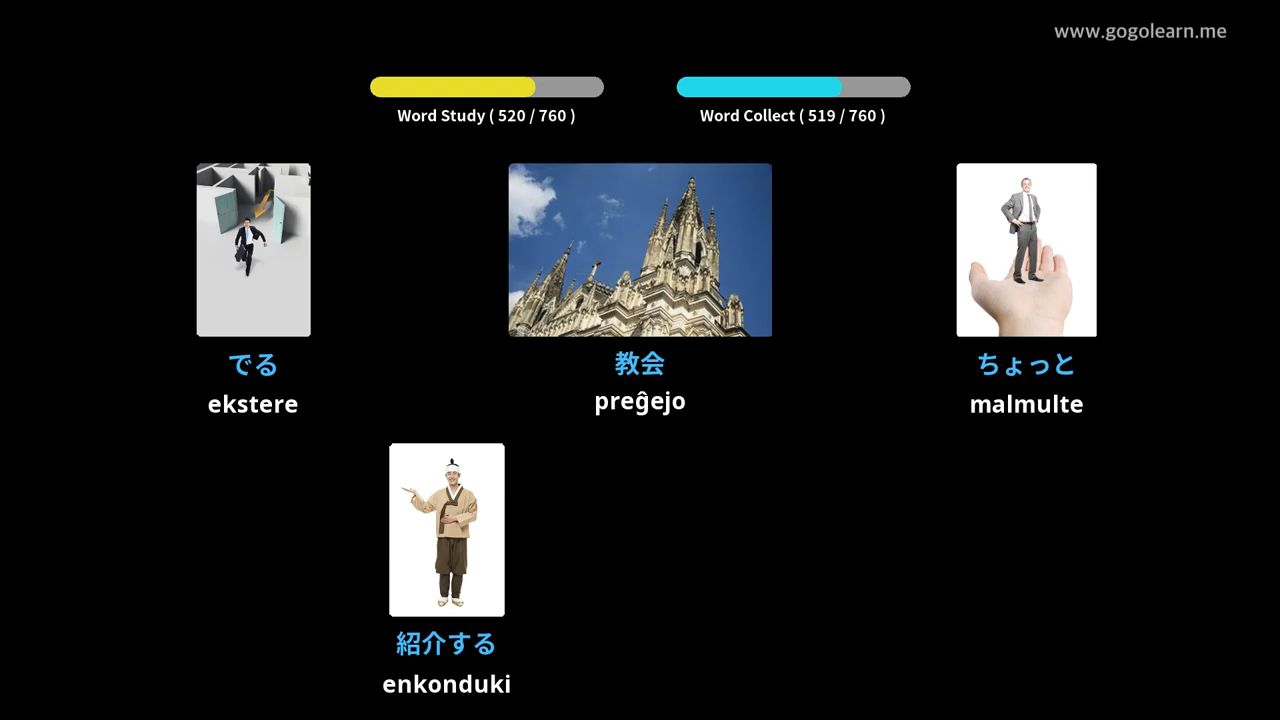 www.gogolearn.me
Word Study ( 520 / 760 )
Word Collect ( 519 / 760 )
でる
教会
ちょっと
ekstere
preĝejo
malmulte
紹介する
enkonduki